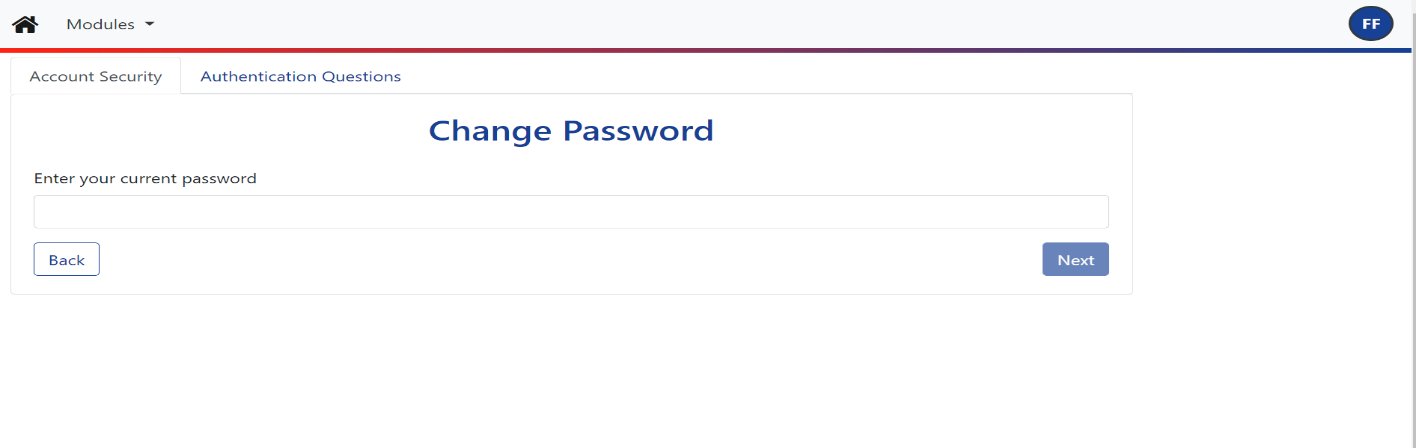 Modules
FF
Account Security
Authentication Questions
Change Password
Enter your current password
Back
Next